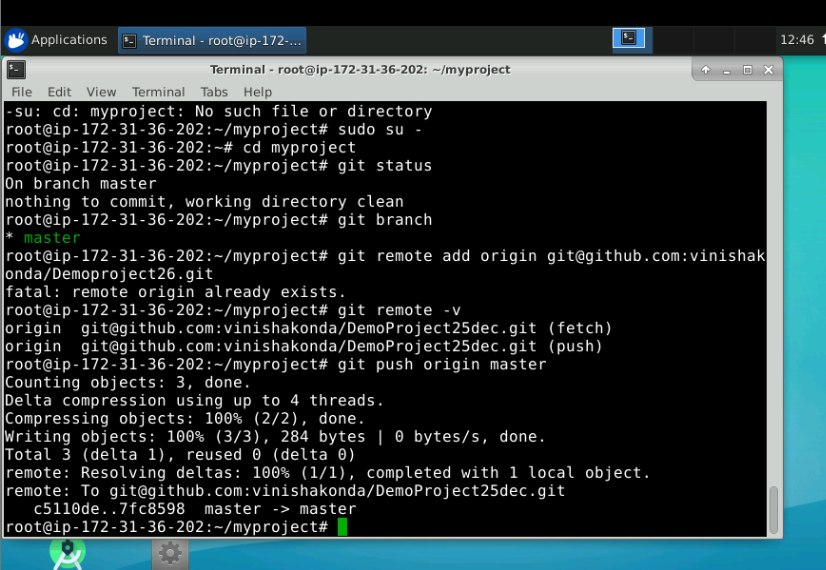 Applications
Terminal - root@ip-172-...
12:46
Terminal - root@ip-172-31-36-202: ~/myproject
File Edit View Terminal Tabs Help
-su: cd: myproject: No such file or directory
root@ip-172-31-36-202:~/myproject# sudo su -
root@ip-172-31-36-202:~# cd myproject
root@ip-172-31-36-202:~/myproject# git status
On branch master
nothing to commit, working directory clean
root@ip-172-31-36-202:~/myproject# git branch
* master
root@ip-172-31-36-202:~/myproject# git remote add origin git@github.com:vinishak
onda/Demoproject26.git
fatal: remote origin already exists.
root@ip-172-31-36-202:~/myproject# git remote -v
origin  git@github.com:vinishakonda/DemoProject25dec.git (fetch)
origin  git@github.com:vinishakonda/DemoProject25dec.git (push)
root@ip-172-31-36-202:~/myproject# git push origin master
Counting objects: 3, done.
Delta compression using up to 4 threads.
Compressing objects: 100% (2/2), done.
Writing objects: 100% (3/3), 284 bytes | 0 bytes/s, done.
Total 3 (delta 1), reused 0 (delta 0)
remote: Resolving deltas: 100% (1/1), completed with 1 local object.
remote: To git@github.com:vinishakonda/DemoProject25dec.git
   c5110de..7fc8598  master -> master
root@ip-172-31-36-202:~/myproject#